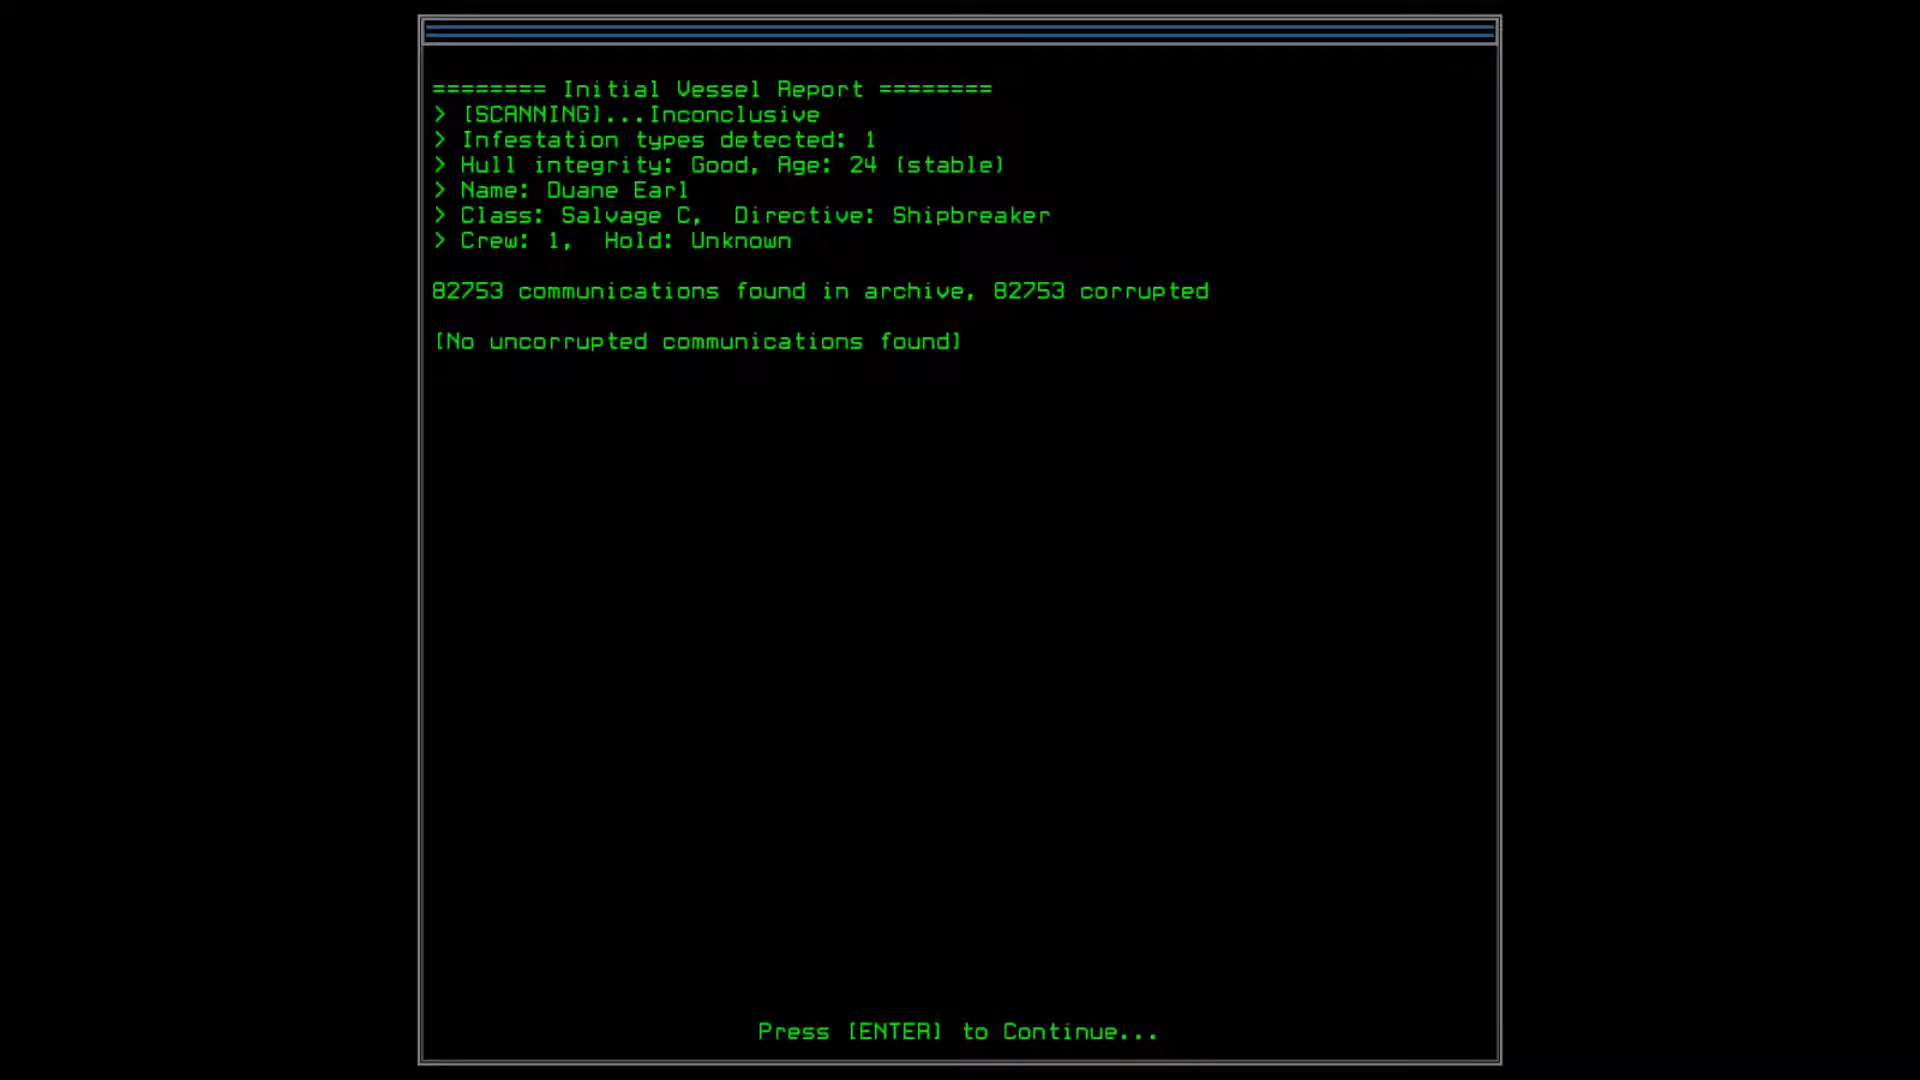 ======== Initial Vessel Report ========
> [SCANNING]...Inconclusive
> Infestation types detected: 1
> Hull integrity: Good, Age: 24 (stable)
> Name: Duane Earl
> Class: Salvage C,  Directive: Shipbreaker
> Crew: 1,  Hold: Unknown
82753 communications found in archive, 82753 corrupted
[No uncorrupted communications found]
Press [ENTER] to Continue...